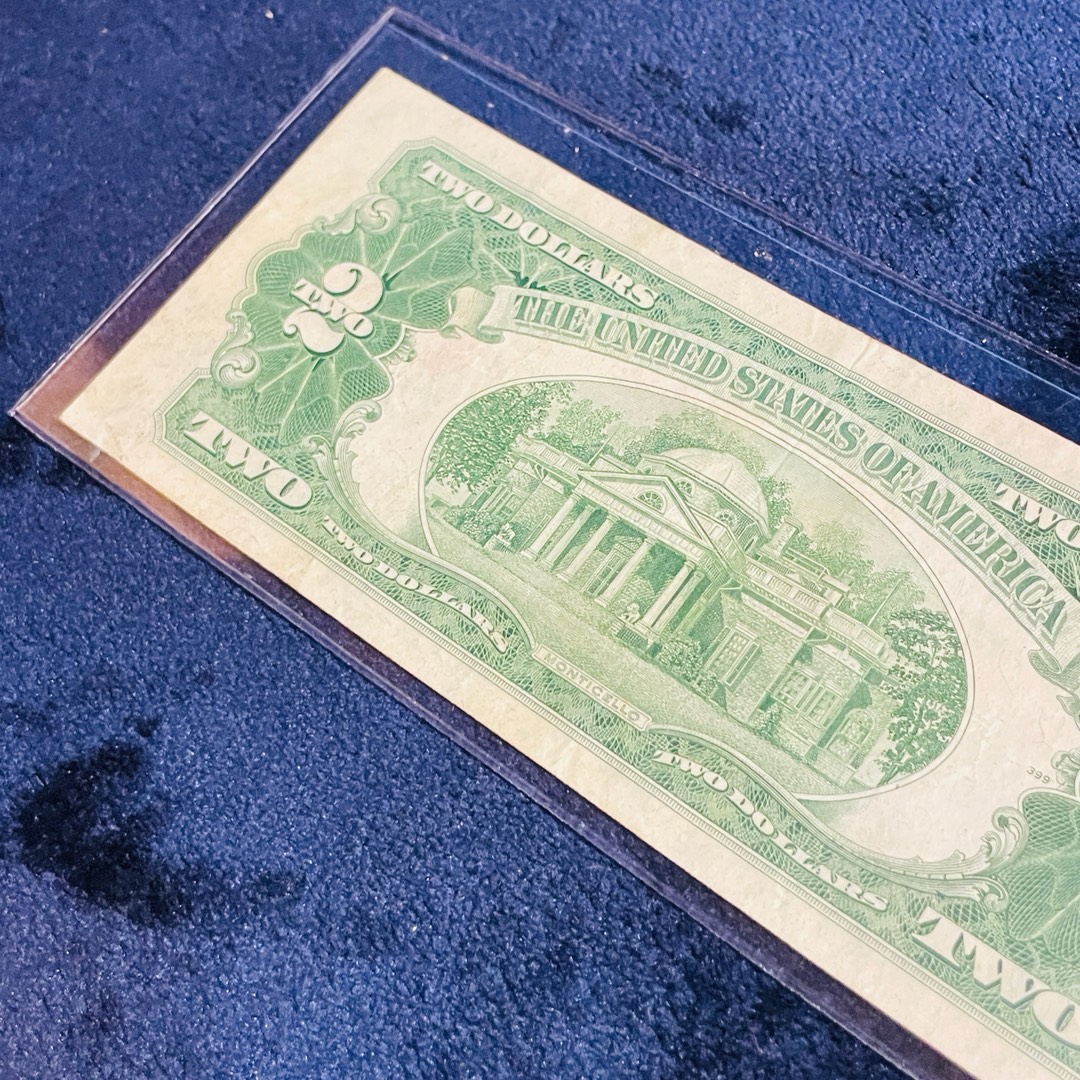 TWO DOLLARS
2
TWO
THE UNITED STATES OF AMERICA
TWO
TWO
TWO DOLLARS
MONTICELLO
TWO DOLLARS
399
TWO